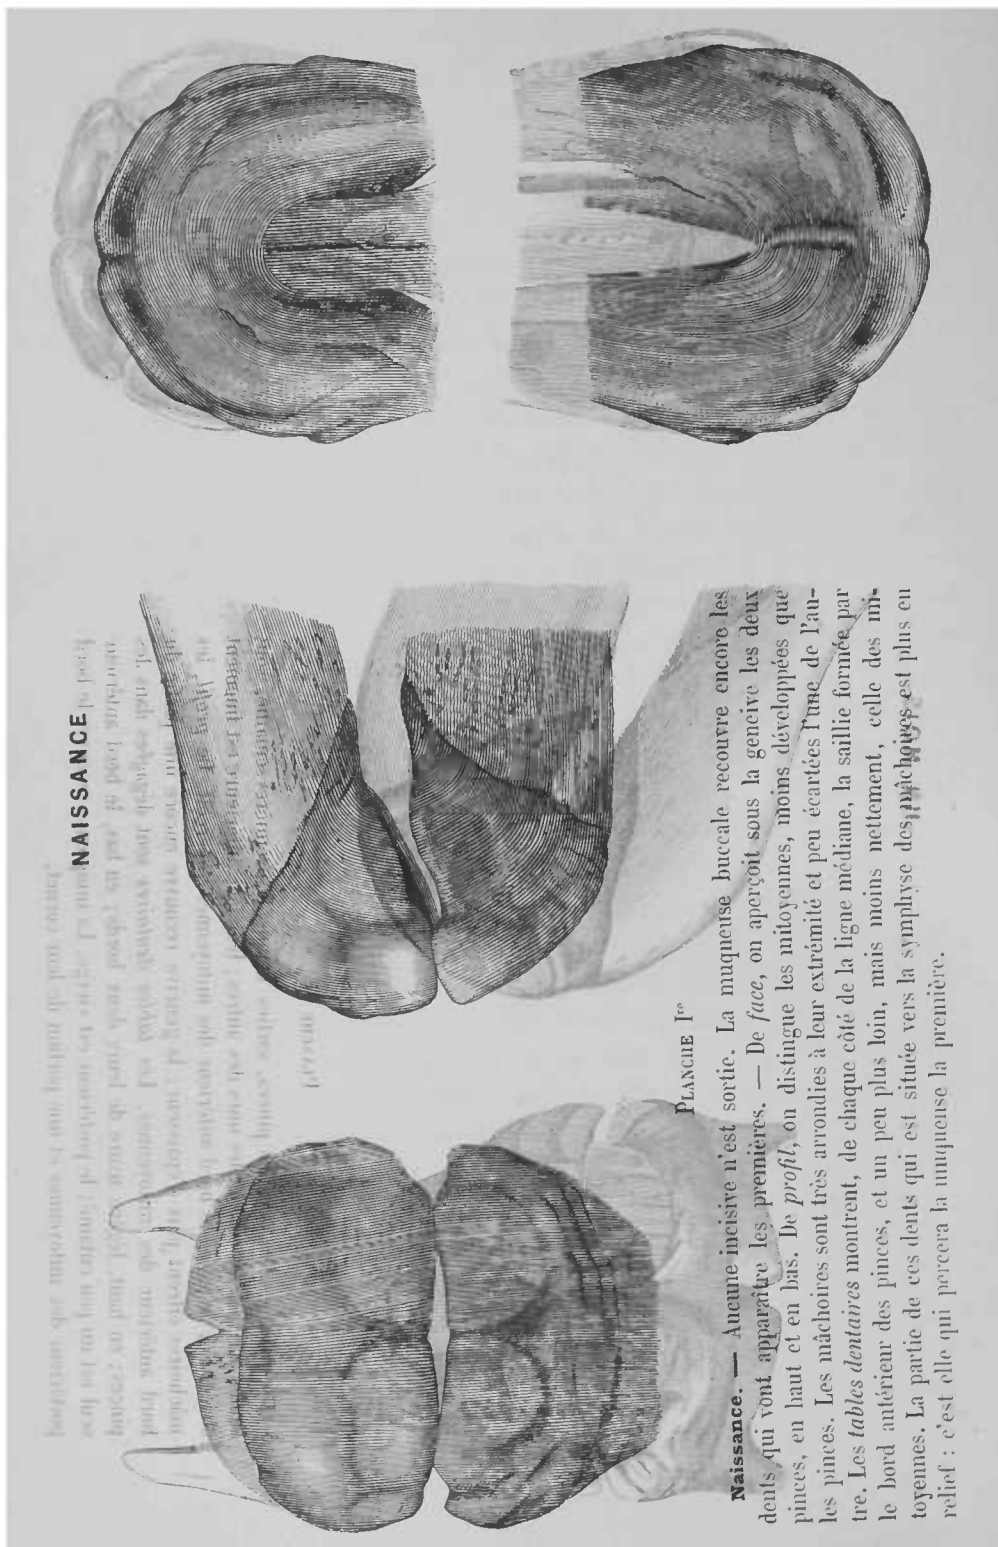 NAISSANCE
PLANCHE Ire
Naissance. — Aucune incisive n'est sortie. La muqueuse buccale recouvre encore les
dents qui vont apparaître les premières. — De face, on aperçoit sous la gencive les deux
pinces, en haut et en bas. De profil, on distingue les mitoyennes, moins développées que
les pinces. Les mâchoires sont très arrondies à leur extrémité et peu écartées l'une de l'au-
tre. Les tables dentaires montrent, de chaque côté de la ligne médiane, la saillie formée par
le bord antérieur des pinces, et un peu plus loin, mais moins nettement, celle des mi-
toyennes. La partie de ces dents qui est située vers la symphyse des mâchoires est plus en
relief : c'est elle qui percera la muqueuse la première.